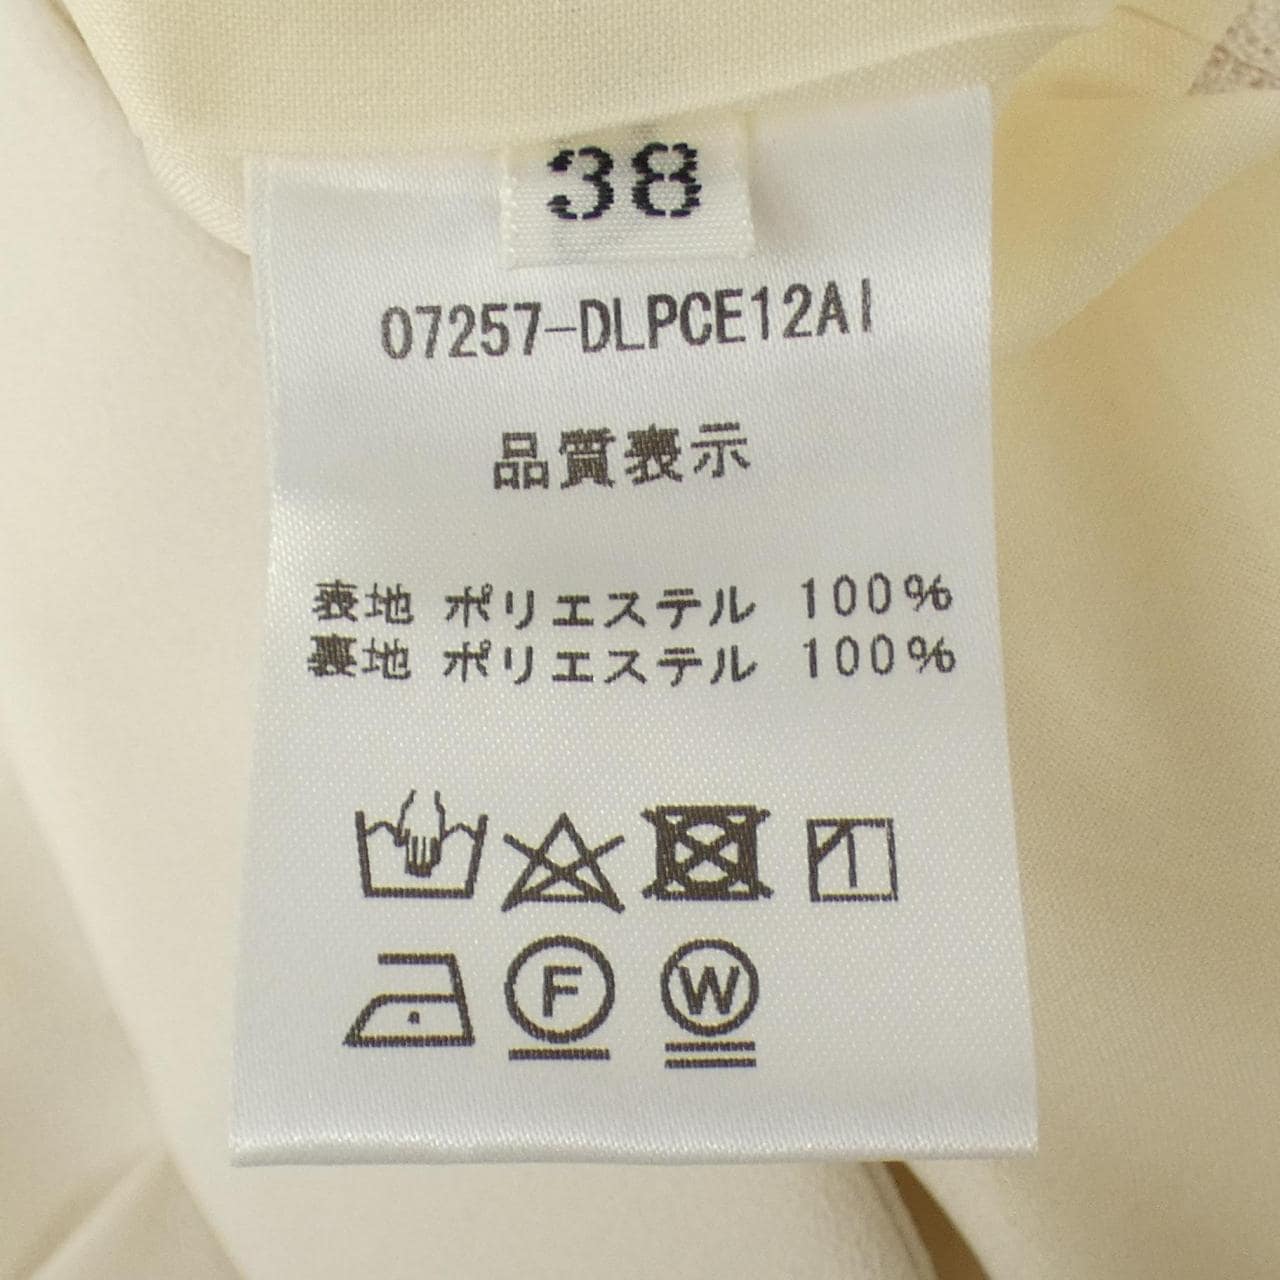 38
07257-DLPCE12AI
品質表示
表地 ポリエステル 100%
裏地 ポリエステル 100%
F
W